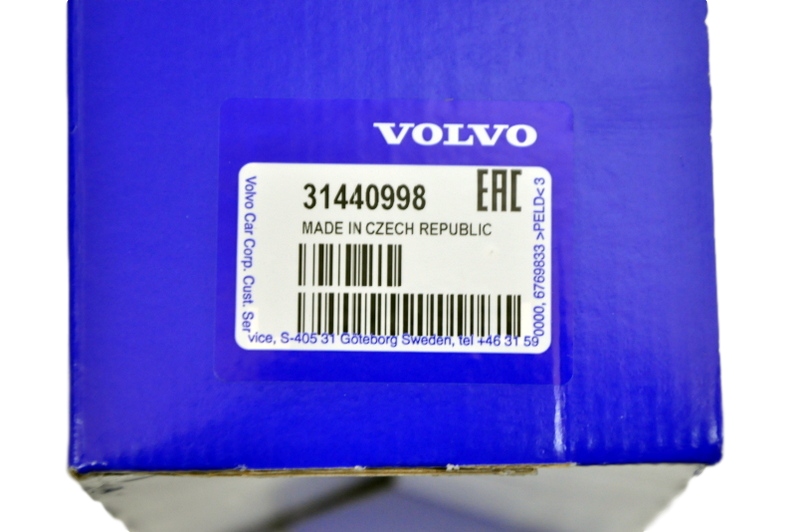 VOLVO
31440998 EAC
MADE IN CZECH REPUBLIC
Volvo Car Corp. Cust. Ser
vice, S-405 31 Göteborg Sweden, tel +46 31 59
0000, 6769833 >PELD< 3